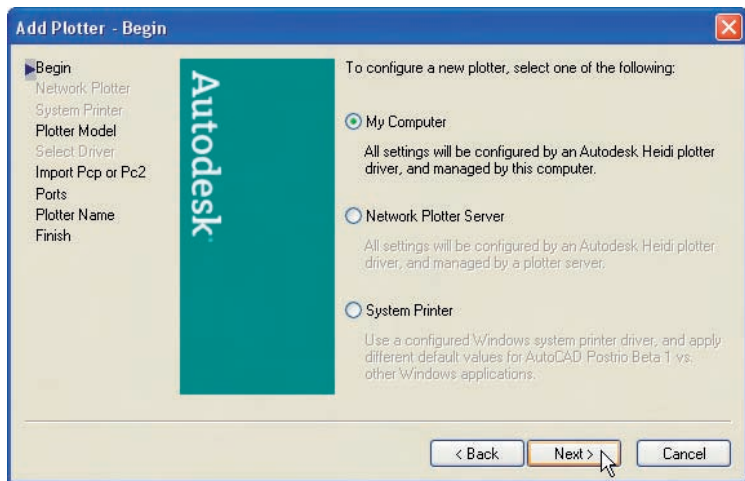 Add Plotter - Begin
Begin
Network Plotter
System Printer
Plotter Model
Select Driver
Import Pcp or Pc2
Ports
Plotter Name
Finish
Autodesk
To configure a new plotter, select one of the following:
My Computer
All settings will be configured by an Autodesk Heidi plotter
driver, and managed by this computer.
Network Plotter Server
All settings will be configured by an Autodesk Heidi plotter
driver, and managed by a plotter server.
System Printer
Use a configured Windows system printer driver, and apply
different default values for AutoCAD Postrio Beta 1 vs.
other Windows applications.
< Back
Next >
Cancel